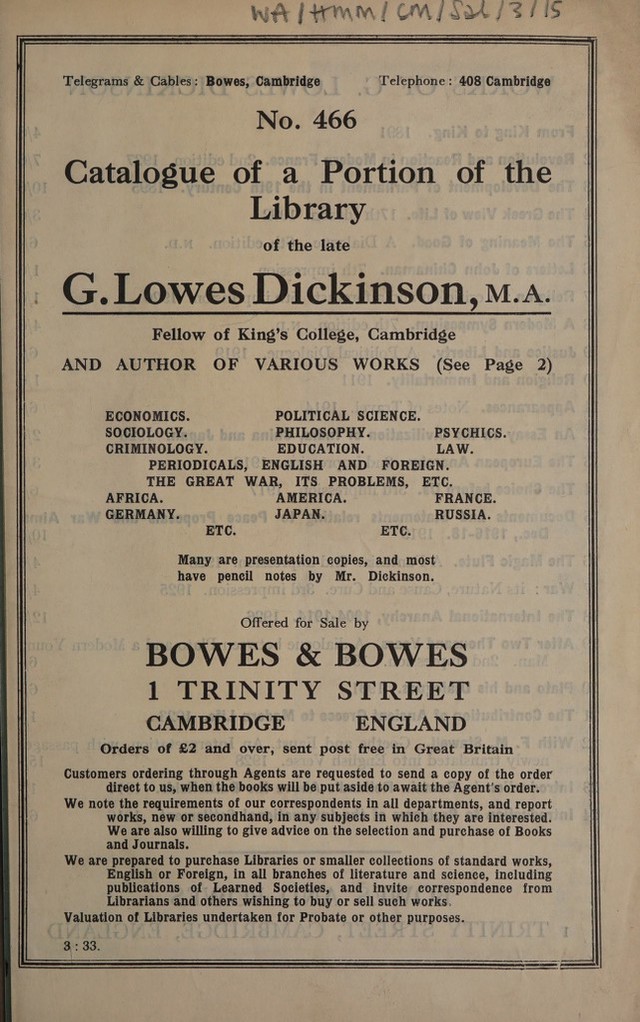 WA/HMM/CM/Sal/3/15
Telegrams & Cables: Bowes, Cambridge Telephone: 408 Cambridge
No. 466
Catalogue of a Portion of the
Library
of the late
G. Lowes Dickinson, M.A.
Fellow of King's College, Cambridge
AND AUTHOR OF VARIOUS WORKS (See Page 2)
ECONOMICS. POLITICAL SCIENCE.
SOCIOLOGY. PHILOSOPHY. PSYCHICS.
CRIMINOLOGY. EDUCATION. LAW.
PERIODICALS, ENGLISH AND FOREIGN.
THE GREAT WAR, ITS PROBLEMS, ETC.
AFRICA. AMERICA. FRANCE.
GERMANY. JAPAN. RUSSIA.
ETC. ETC.
Many are presentation copies, and most
have pencil notes by Mr. Dickinson.
Offered for Sale by
BOWES & BOWES
1 TRINITY STREET
CAMBRIDGE ENGLAND
Orders of £2 and over, sent post free in Great Britain
Customers ordering through Agents are requested to send a copy of the order
direct to us, when the books will be put aside to await the Agent's order.
We note the requirements of our correspondents in all departments, and report
works, new or secondhand, in any subjects in which they are interested.
We are also willing to give advice on the selection and purchase of Books
and Journals.
We are prepared to purchase Libraries or smaller collections of standard works,
English or Foreign, in all branches of literature and science, including
publications of Learned Societies, and invite correspondence from
Librarians and others wishing to buy or sell such works.
Valuation of Libraries undertaken for Probate or other purposes.
3 : 33.